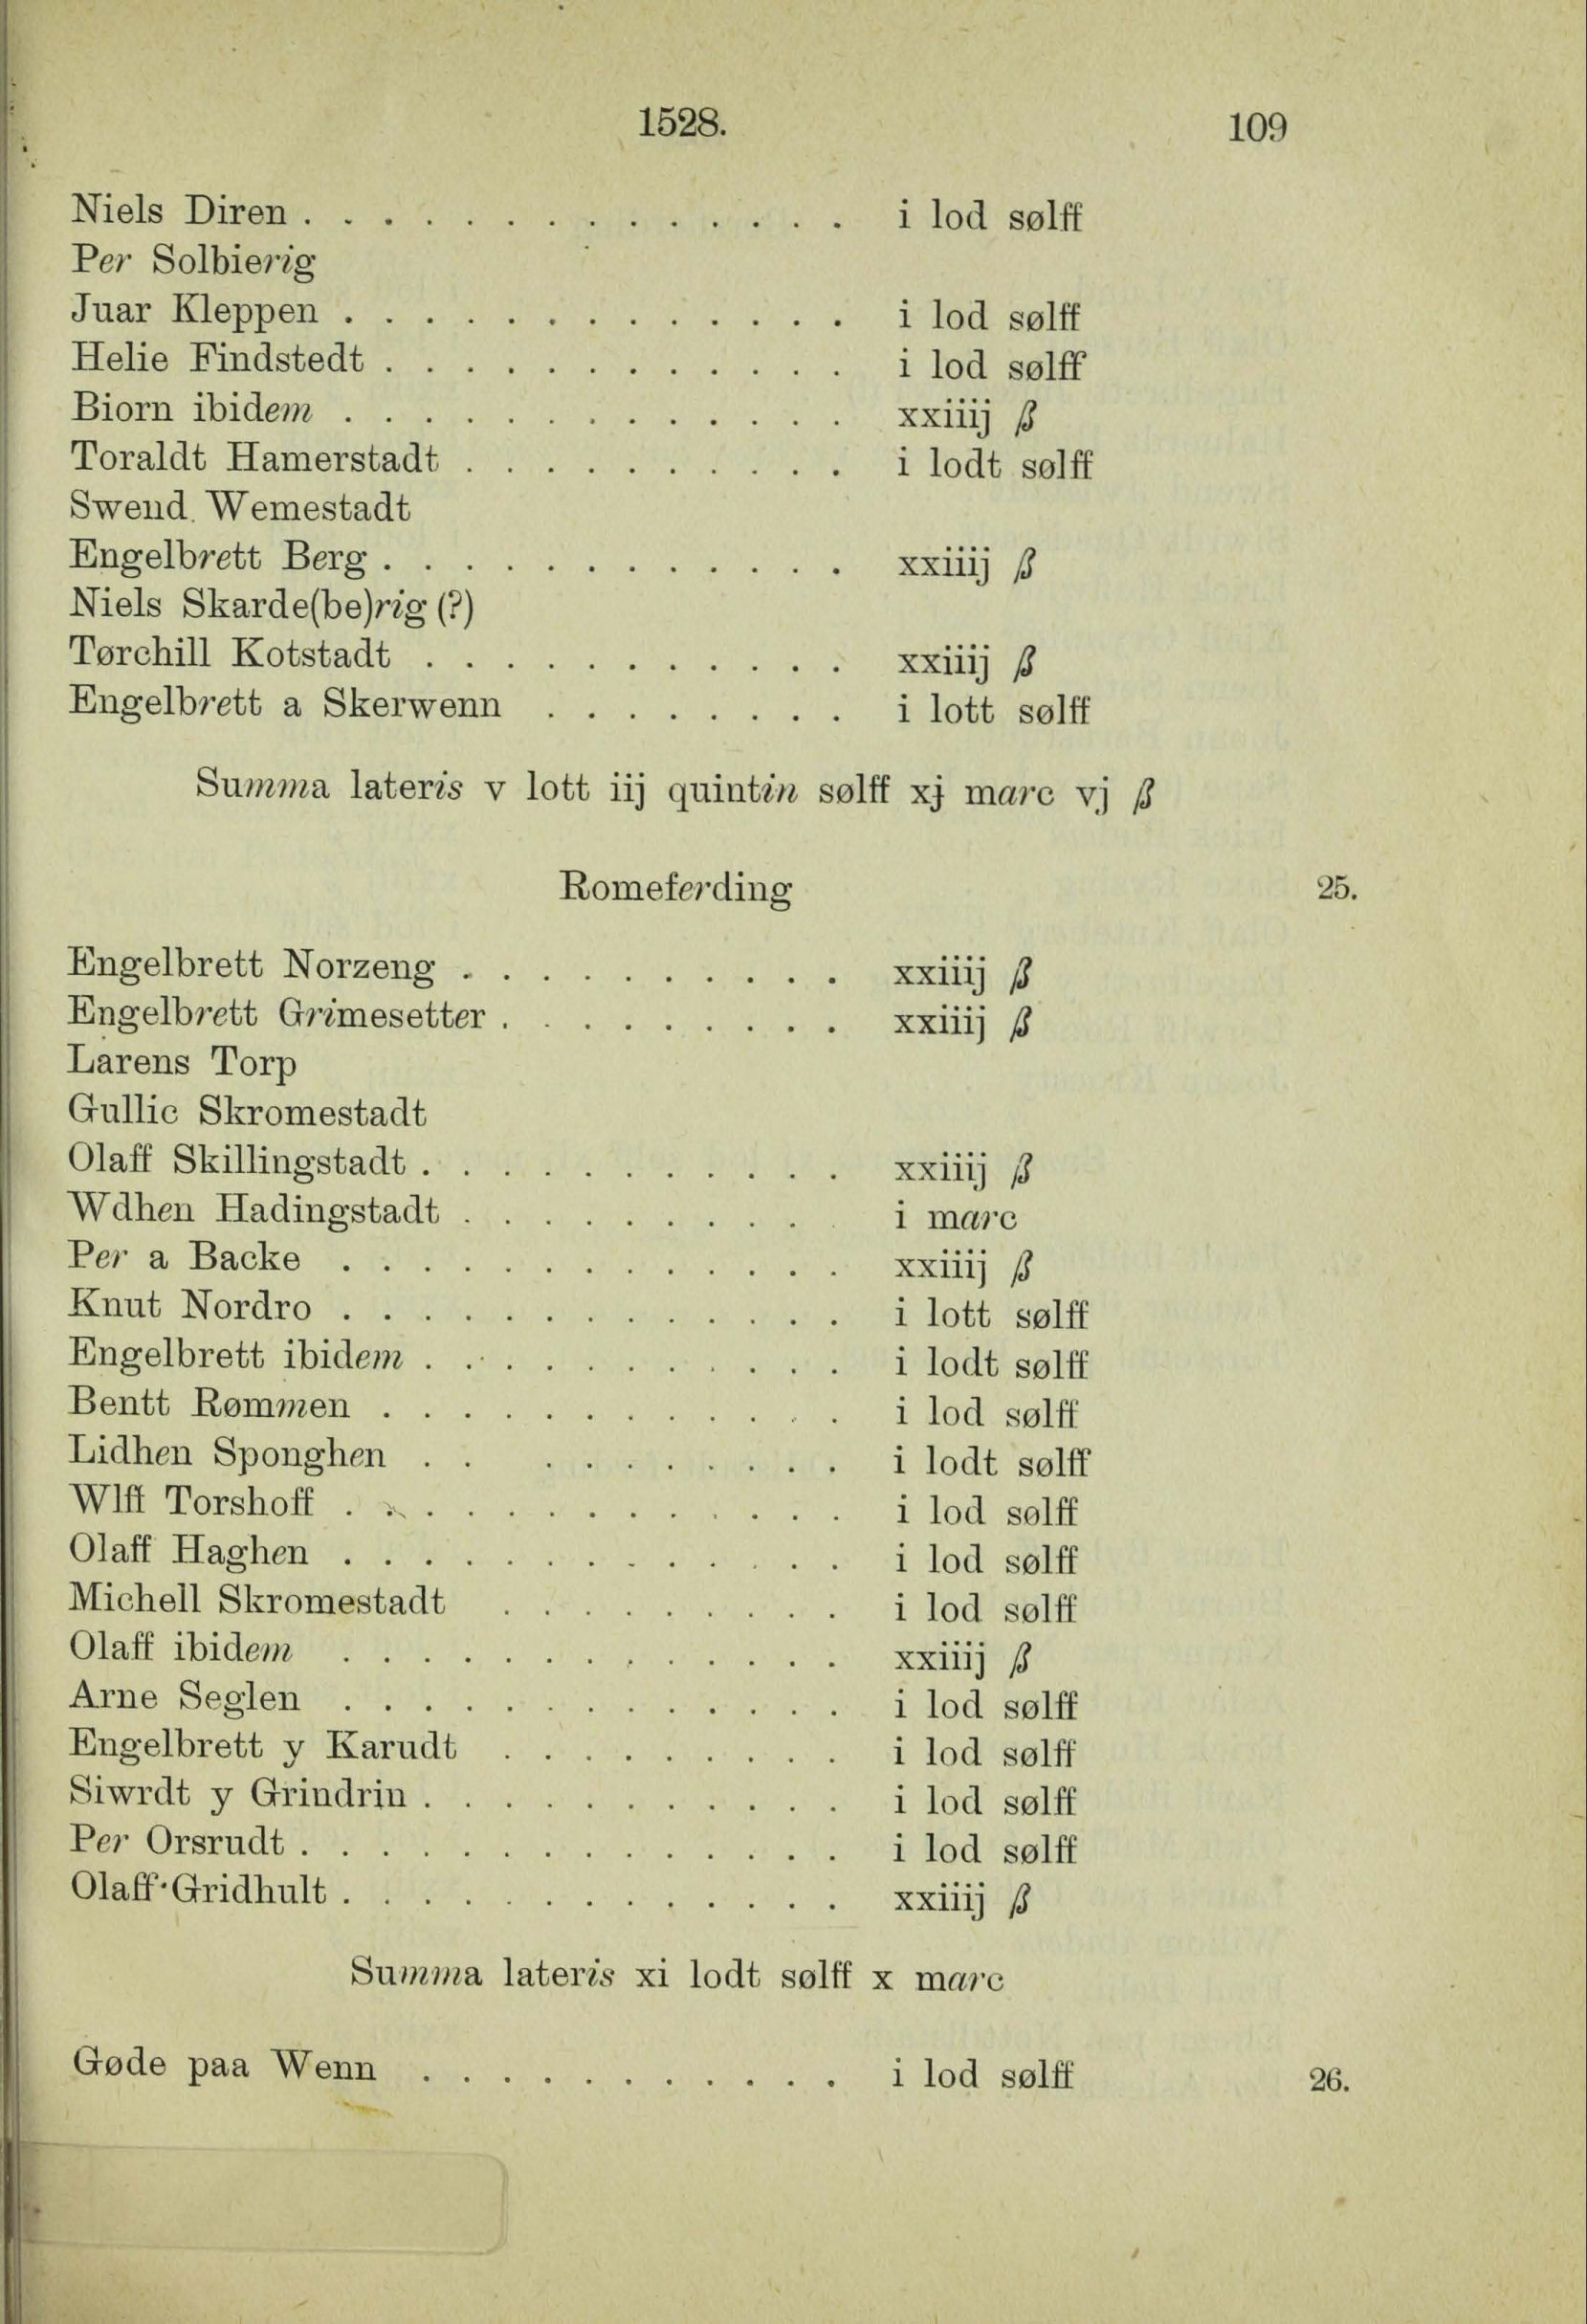 1528. 109
Niels Diren . . . . . . . . . . . . . . i lod sølff
Per Solbierig
Juar Kleppen . . . . . . . . . . . . . i lod sølff
Helie Findstedt . . . . . . . . . . . . i lod sølff
Biorn ibidem . . . . . . . . . . . . . xxiiij ß
Toraldt Hamerstadt . . . . . . . . . . i lodt sølff
Swend Wemestadt
Engelbrett Berg . . . . . . . . . . . . xxiiij ß
Niels Skarde(be)rig (?)
Tørchill Kotstadt . . . . . . . . . . . xxiiij ß
Engelbrett a Skerwenn . . . . . . . . i lott sølff
Summa lateris v lott iij quintin sølff xj marc vj ß
Romeferding 25.
Engelbrett Norzeng . . . . . . . . . . xxiiij ß
Engelbrett Grimesetter . . . . . . . . . xxiiij ß
Larens Torp
Gullic Skromestadt
Olaff Skillingstadt . . . . . . . . . . . xxiiij ß
Wdhen Hadingstadt . . . . . . . . . i marc
Per a Backe . . . . . . . . . . . . . xxiiij ß
Knut Nordro . . . . . . . . . . . . . i lott sølff
Engelbrett ibidem . . . . . . . . . . . i lodt sølff
Bentt Rømmen . . . . . . . . . . . . i lod sølff
Lidhen Sponghen . . . . . . . . . . i lodt sølff
Wlff Torshoff . . . . . . . . . . . . . i lod sølff
Olaff Haghen . . . . . . . . . . . . . i lod sølff
Michell Skromestadt . . . . . . . . . i lod sølff
Olaff ibidem . . . . . . . . . . . . . xxiiij ß
Arne Seglen . . . . . . . . . . . . . i lod sølff
Engelbrett y Karudt . . . . . . . . . i lod sølff
Siwrdt y Grindrin . . . . . . . . . . . i lod sølff
Per Orsrudt . . . . . . . . . . . . . . i lod sølff
Olaff Gridhult . . . . . . . . . . . . . xxiiij ß
Summa lateris xi lodt sølff x marc
Gøde paa Wenn . . . . . . . . . . . i lod sølff 26.